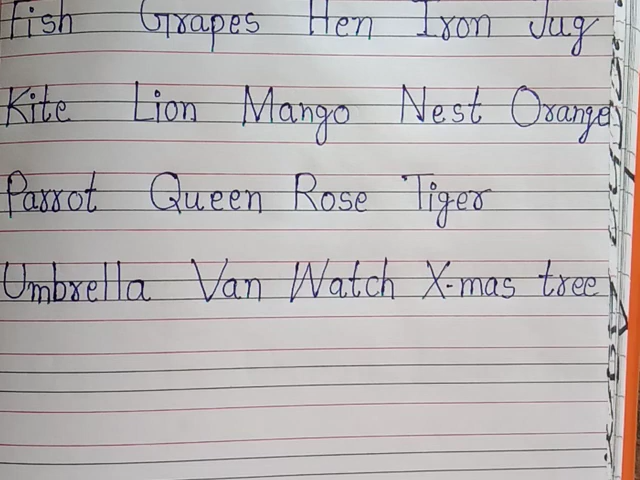 Fish Grapes Hen Iron Jug
Kite Lion Mango Nest Orange
Parrot Queen Rose Tiger
Umbrella Van Watch X-mas tree